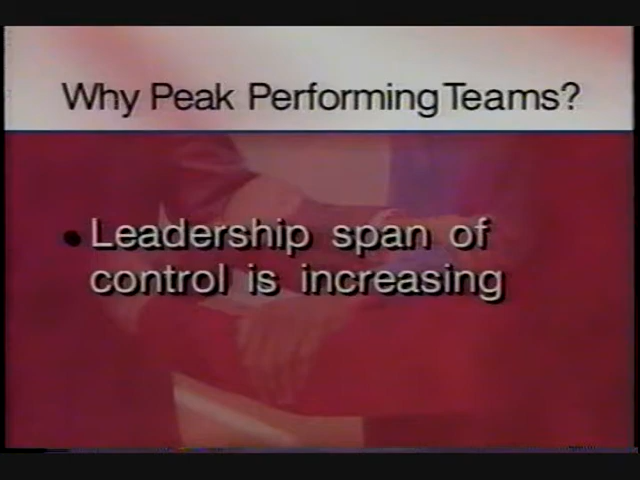 Why Peak Performing Teams?
• Leadership span of
control is increasing